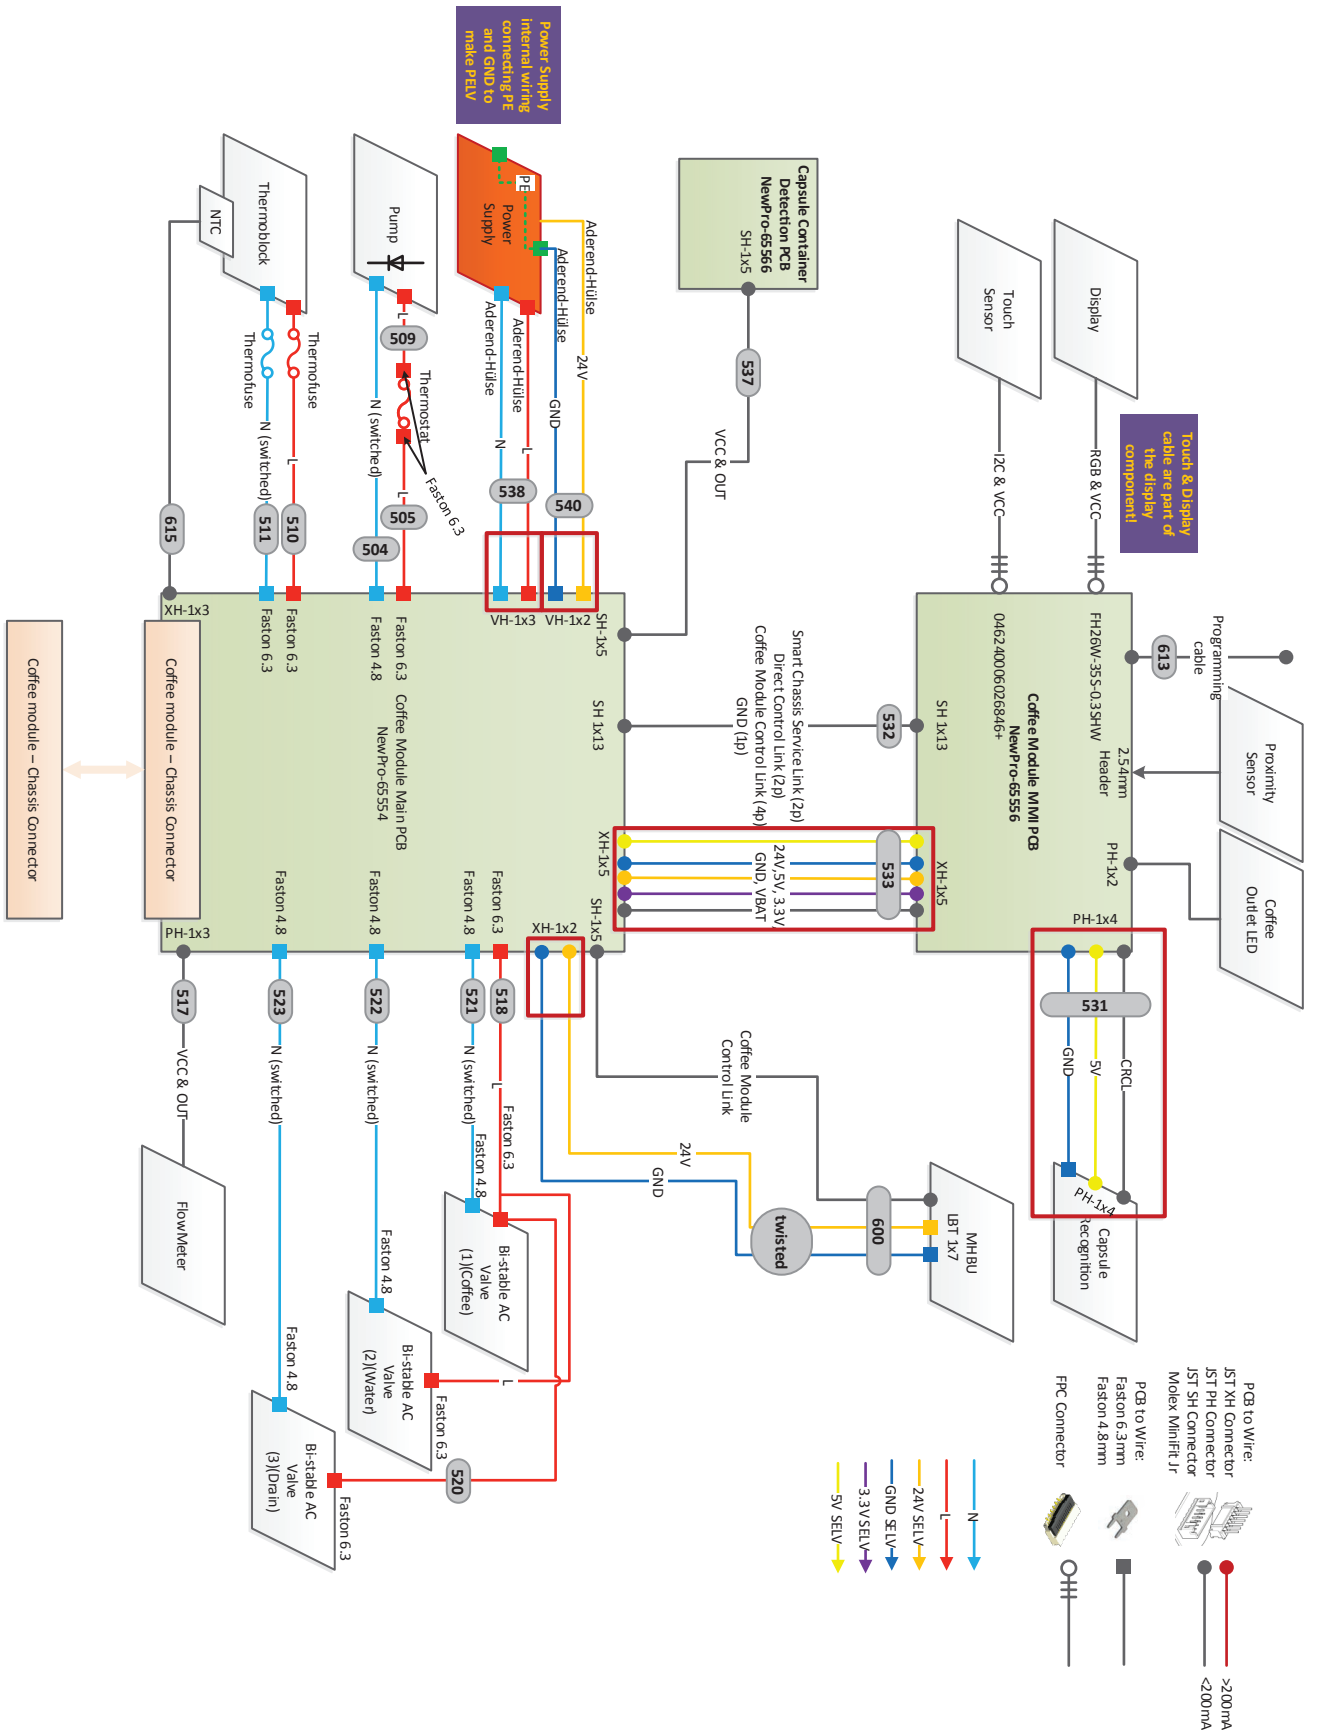 Power Supply
internal wiring
connecting PE
and GND to
make PELV
Capsule Container
Detection PCB
NewPro-65566
SH-1x5
537
VCC & OUT
Touch
Sensor
Display
I2C & VCC
RGB & VCC
Touch & Display
cable are part of
the display
component!
Programming
cable
613
Proximity
Sensor
Coffee
Outlet LED
FH26W-35S-0.3SHW
046240006026846+
Coffee Module MMI PCB
NewPro-65556
2.54mm
Header
PH-1x2
PH-1x4
SH 1x13
XH-1x5
532
533
Smart Chassis Service Link (2p)
Direct Control Link (2p)
Coffee Module Control Link (4p)
GND (1p)
24V, 5V, 3.3V,
GND, VBAT
531
GND
5V
CRCL
PH-1x4
Capsule
Recognition
PE
Power
Supply
Aderend-Hülse
Aderend-Hülse
Aderend-Hülse
Aderend-Hülse
24V
GND
L
N
540
538
VH-1x3
VH-1x2
SH-1x5
SH 1x13
XH-1x5
SH-1x5
XH-1x2
Pump
L
509
Thermostat
Faston 6.3
L
505
N (switched)
504
Faston 6.3
Faston 4.8
Thermoblock
NTC
Thermofuse
Thermofuse
L
N (switched)
510
511
Faston 6.3
Faston 6.3
615
XH-1x3
Coffee Module Main PCB
NewPro-65554
Coffee module – Chassis Connector
Coffee module – Chassis Connector
PH-1x3
517
VCC & OUT
FlowMeter
Faston 4.8
523
N (switched)
Faston 4.8
Faston 4.8
522
N (switched)
Faston 4.8
Faston 4.8
521
N (switched)
Faston 4.8
Faston 6.3
518
L
Faston 6.3
Bi-stable AC
Valve
(1)(Coffee)
Bi-stable AC
Valve
(2)(Water)
Bi-stable AC
Valve
(3)(Drain)
L
Faston 6.3
520
Faston 6.3
Coffee Module
Control Link
24V
GND
twisted
600
MHBU
LBT 1x7
PCB to Wire:
JST XH Connector
JST PH Connector
JST SH Connector
Molex MiniFit Jr
>200mA
<200mA
PCB to Wire:
Faston 6.3mm
Faston 4.8mm
FPC Connector
N
L
24V SELV
GND SELV
3.3V SELV
5V SELV